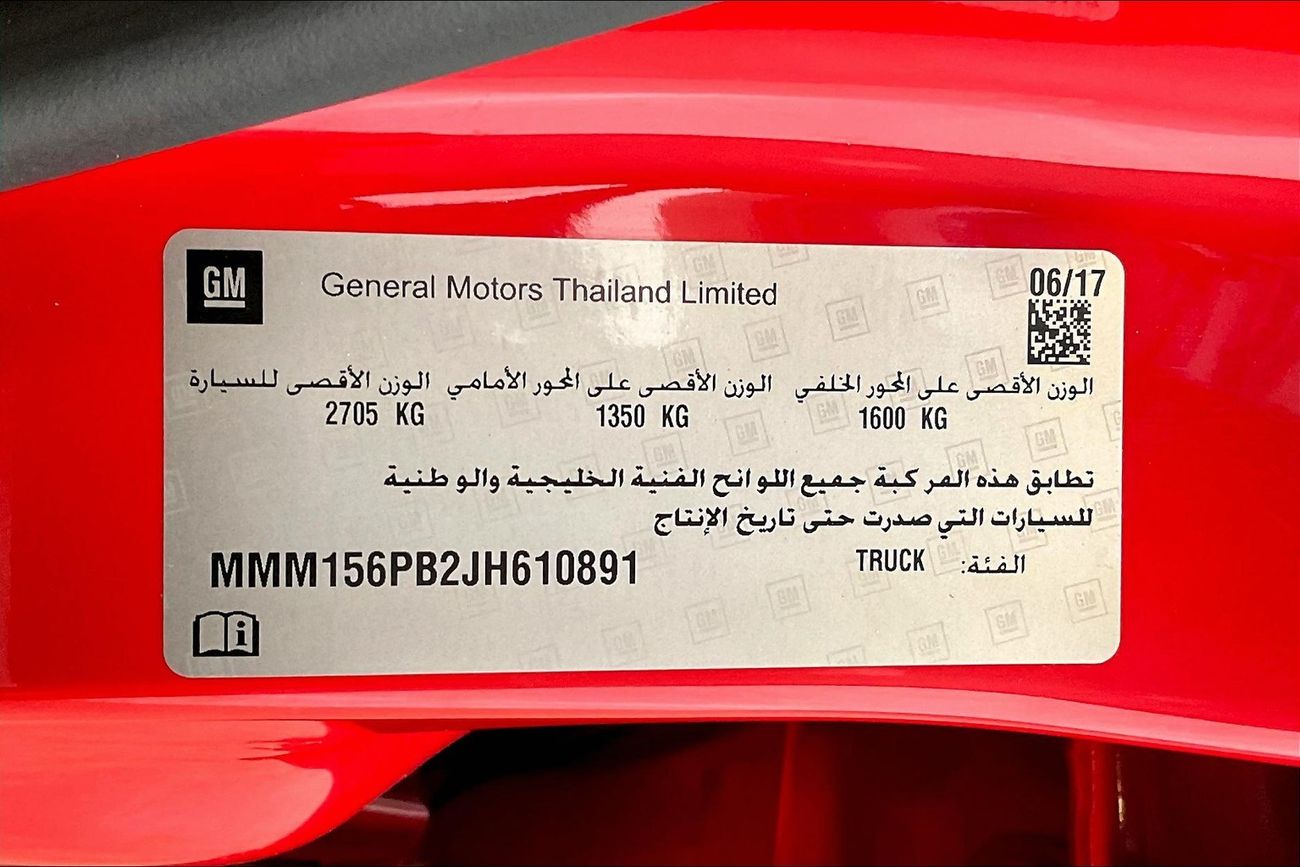 GM
General Motors Thailand Limited
06/17
الوزن الأقصى على المحور الخلفي الوزن الأقصى على المحور الأمامي الوزن الأقصى للسيارة
1600 KG 1350 KG 2705 KG
تطابق هذه المركبة جميع اللوائح الفنية الخليجية والوطنية
للسيارات التي صدرت حتى تاريخ الإنتاج
الفئة: TRUCK
MMM156PB2JH610891